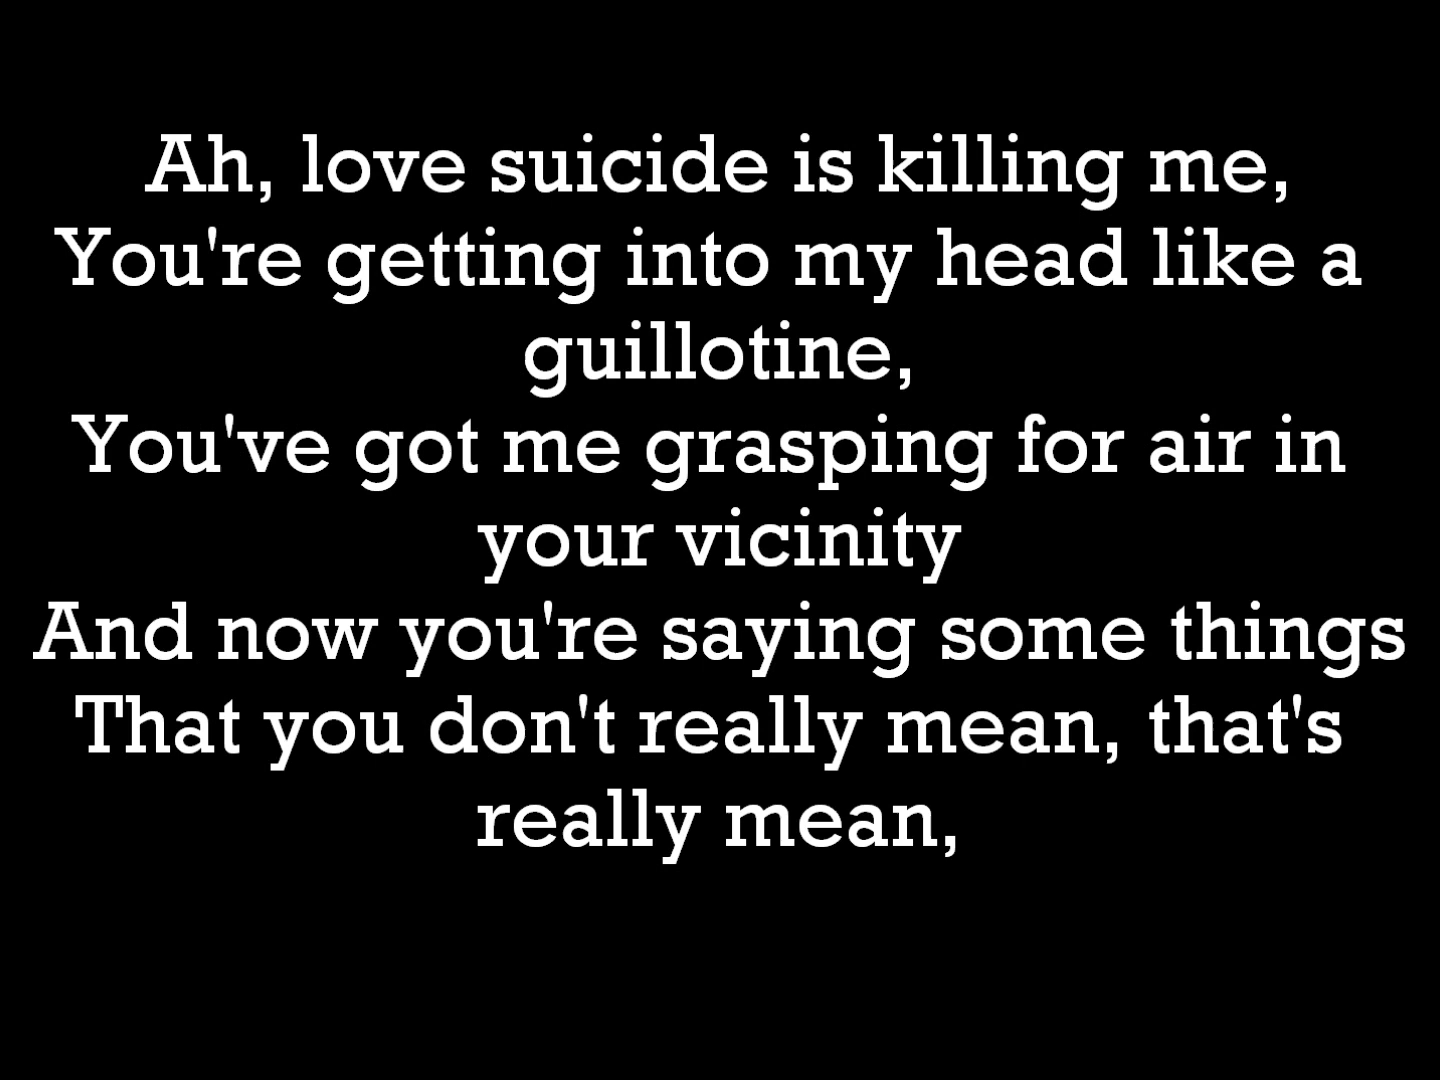 Ah, love suicide is killing me,
You're getting into my head like a
guillotine,
You've got me grasping for air in
your vicinity
And now you're saying some things
That you don't really mean, that's
really mean,